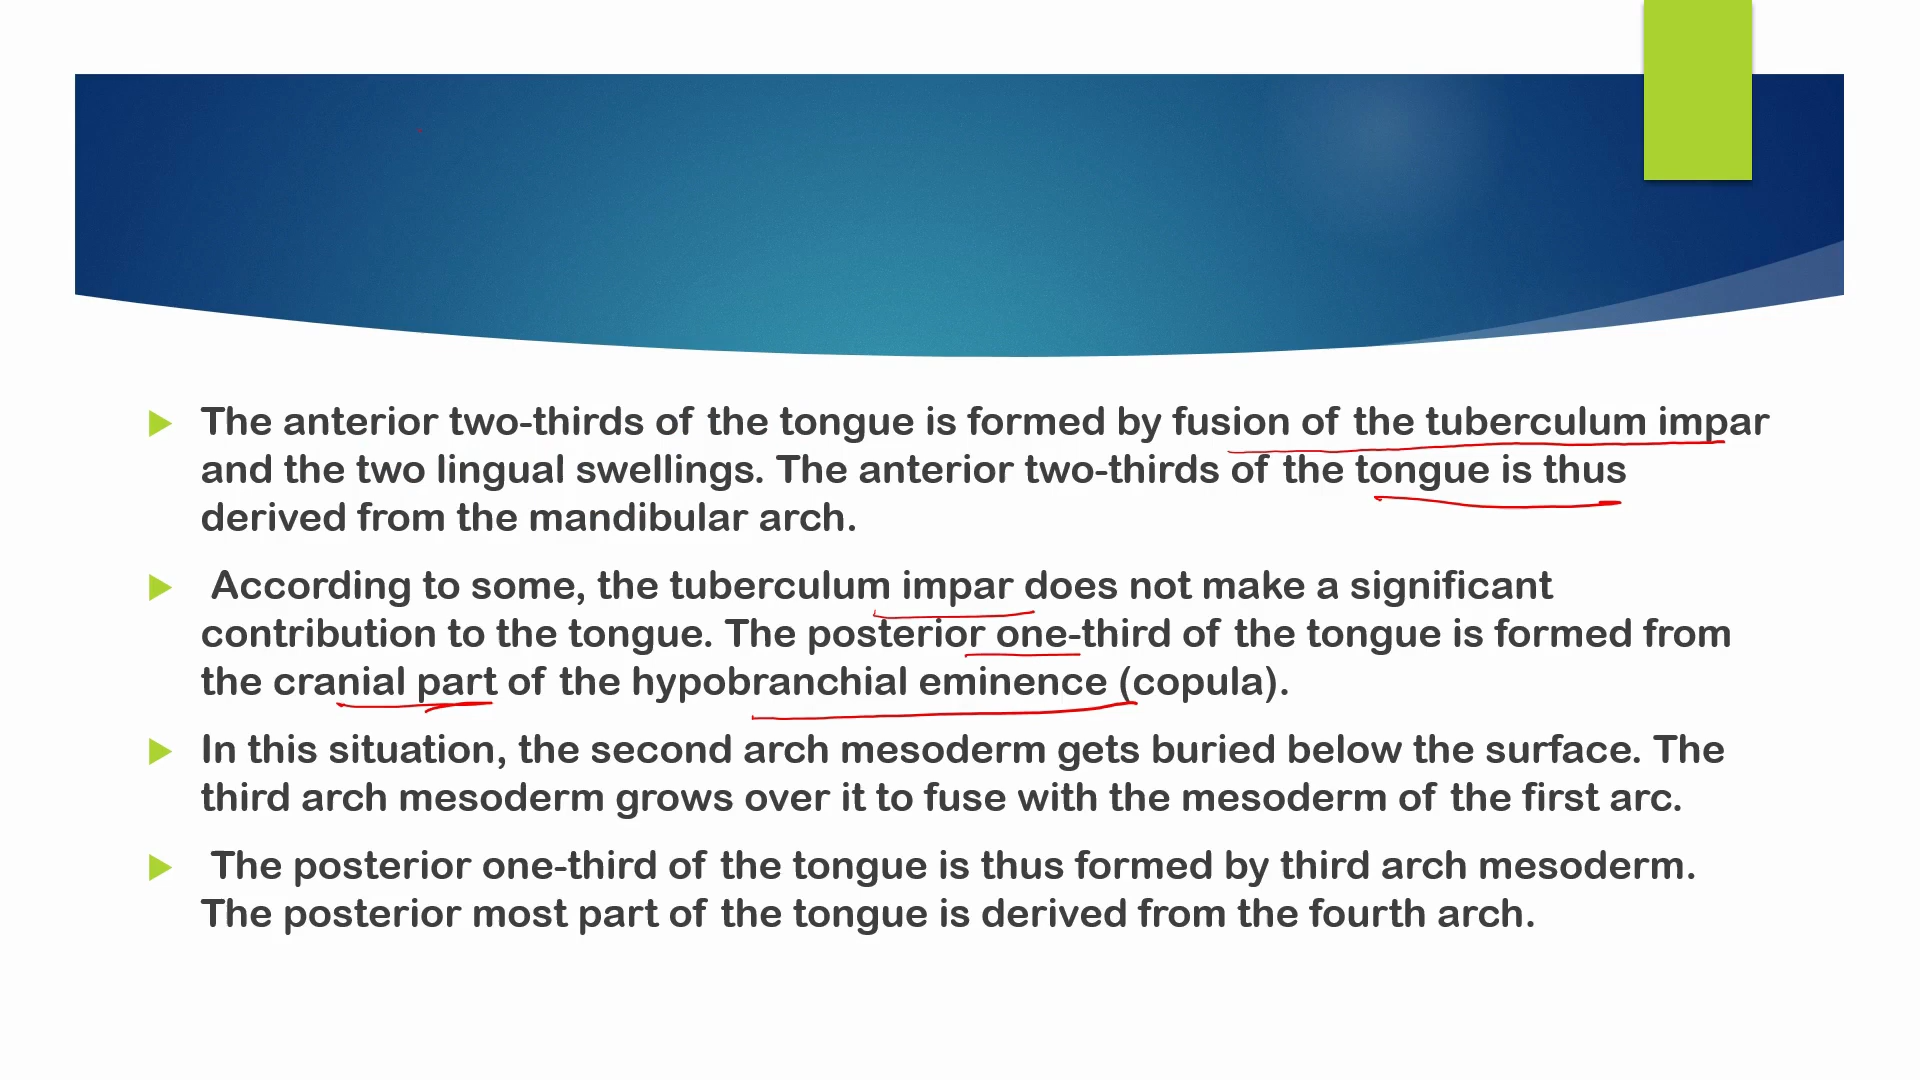 The anterior two-thirds of the tongue is formed by fusion of the tuberculum impar
and the two lingual swellings. The anterior two-thirds of the tongue is thus
derived from the mandibular arch.
According to some, the tuberculum impar does not make a significant
contribution to the tongue. The posterior one-third of the tongue is formed from
the cranial part of the hypobranchial eminence (copula).
In this situation, the second arch mesoderm gets buried below the surface. The
third arch mesoderm grows over it to fuse with the mesoderm of the first arc.
The posterior one-third of the tongue is thus formed by third arch mesoderm.
The posterior most part of the tongue is derived from the fourth arch.